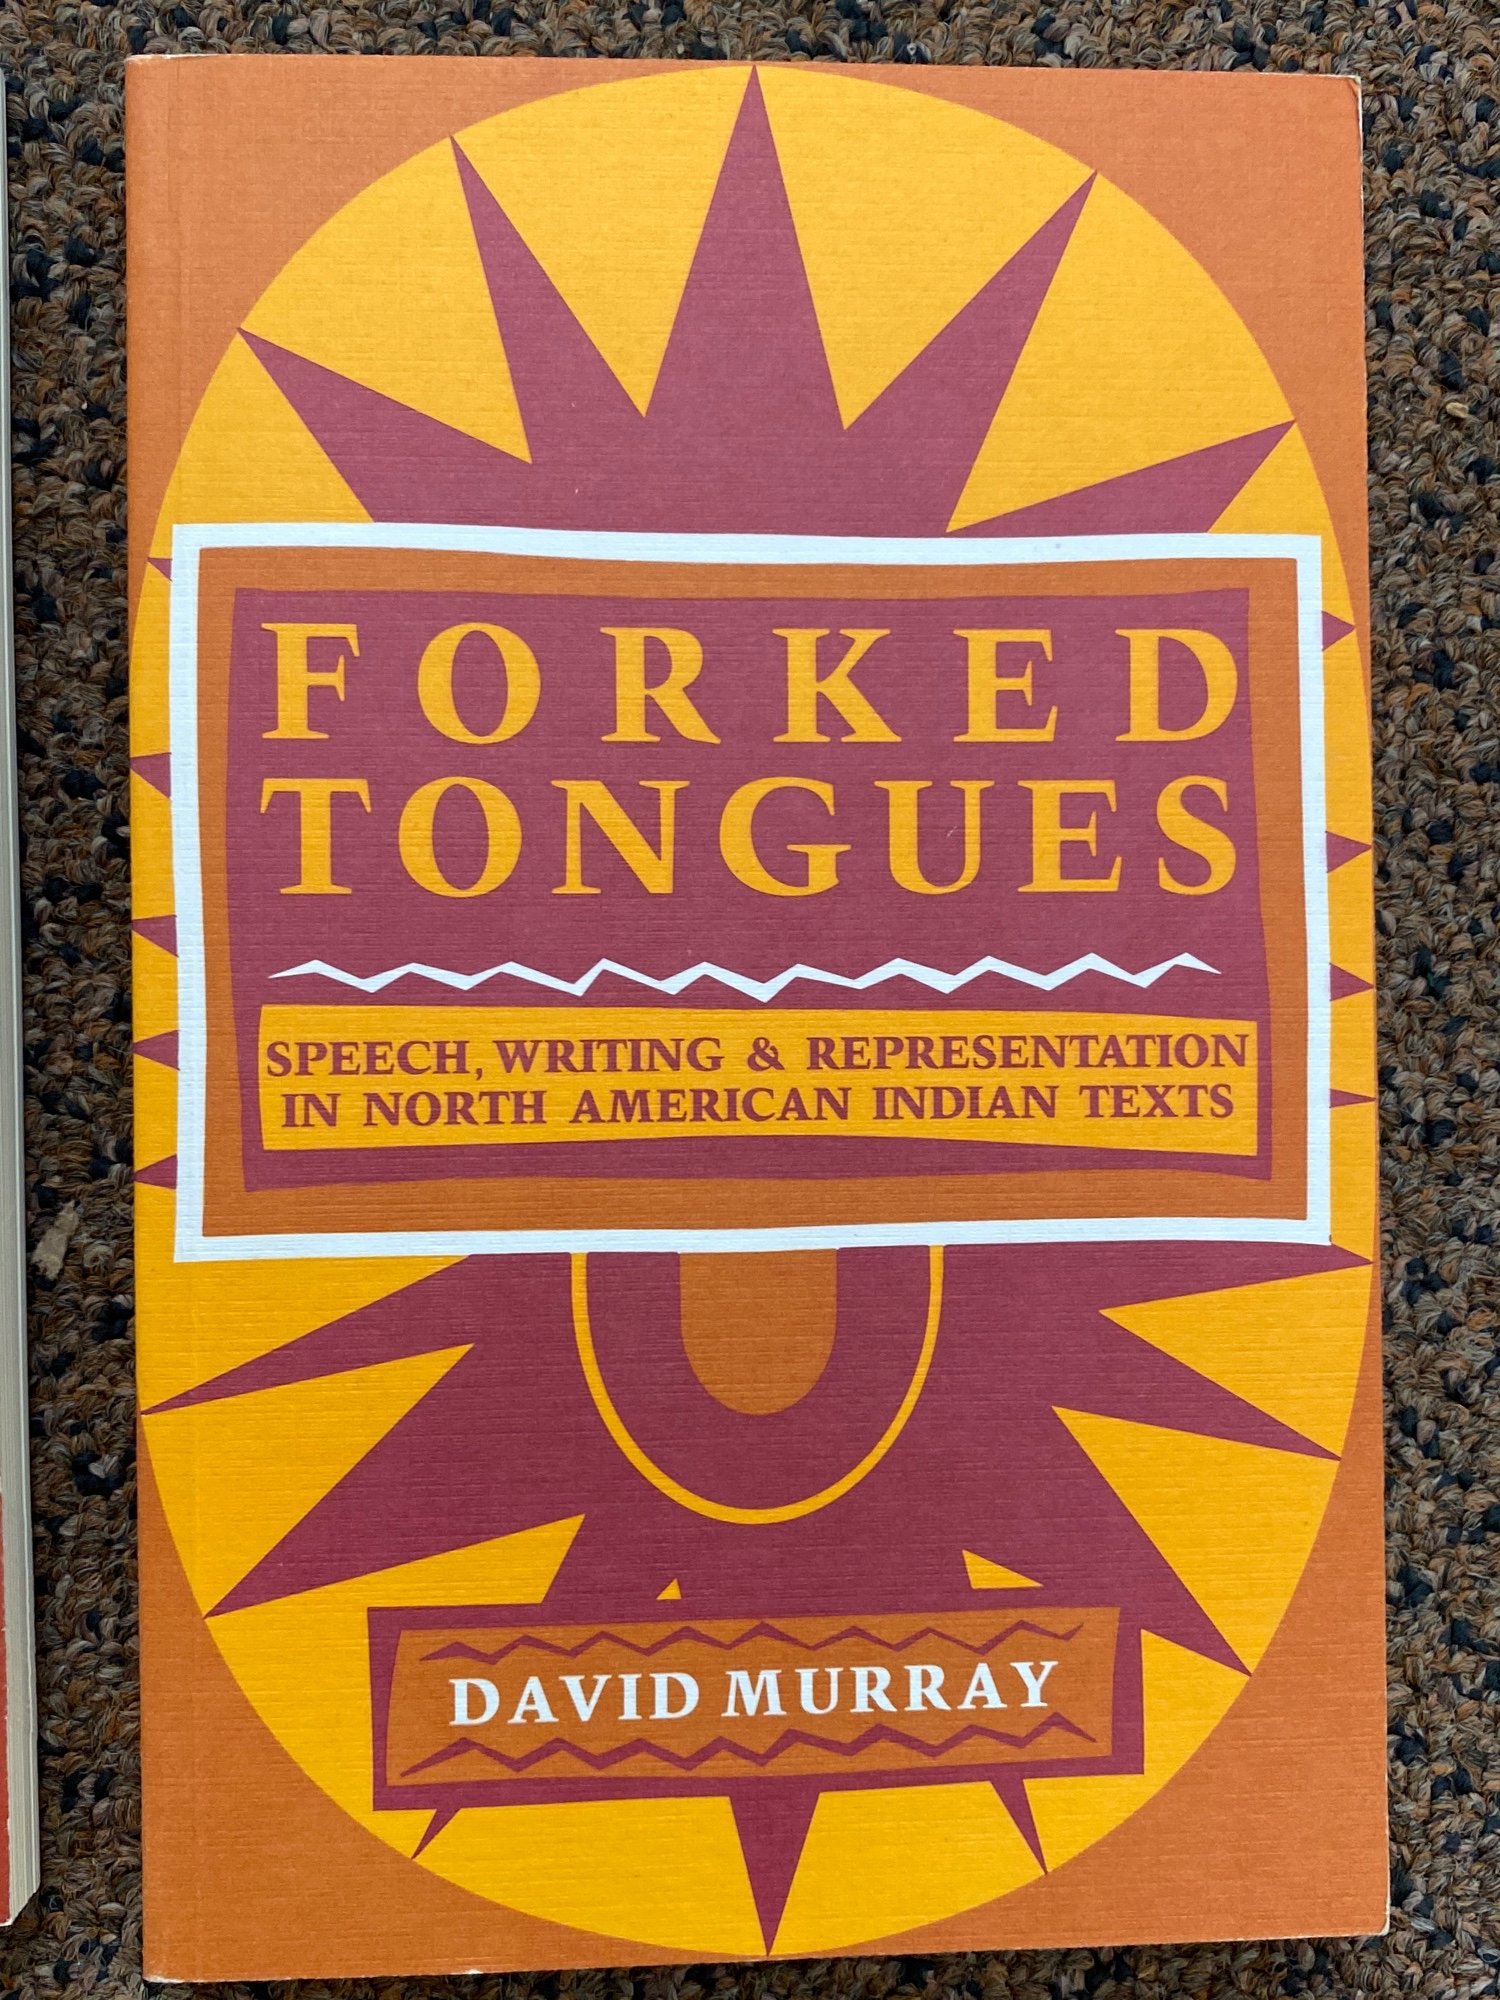 FORKED
TONGUES
SPEECH, WRITING & REPRESENTATION
IN NORTH AMERICAN INDIAN TEXTS
DAVID MURRAY